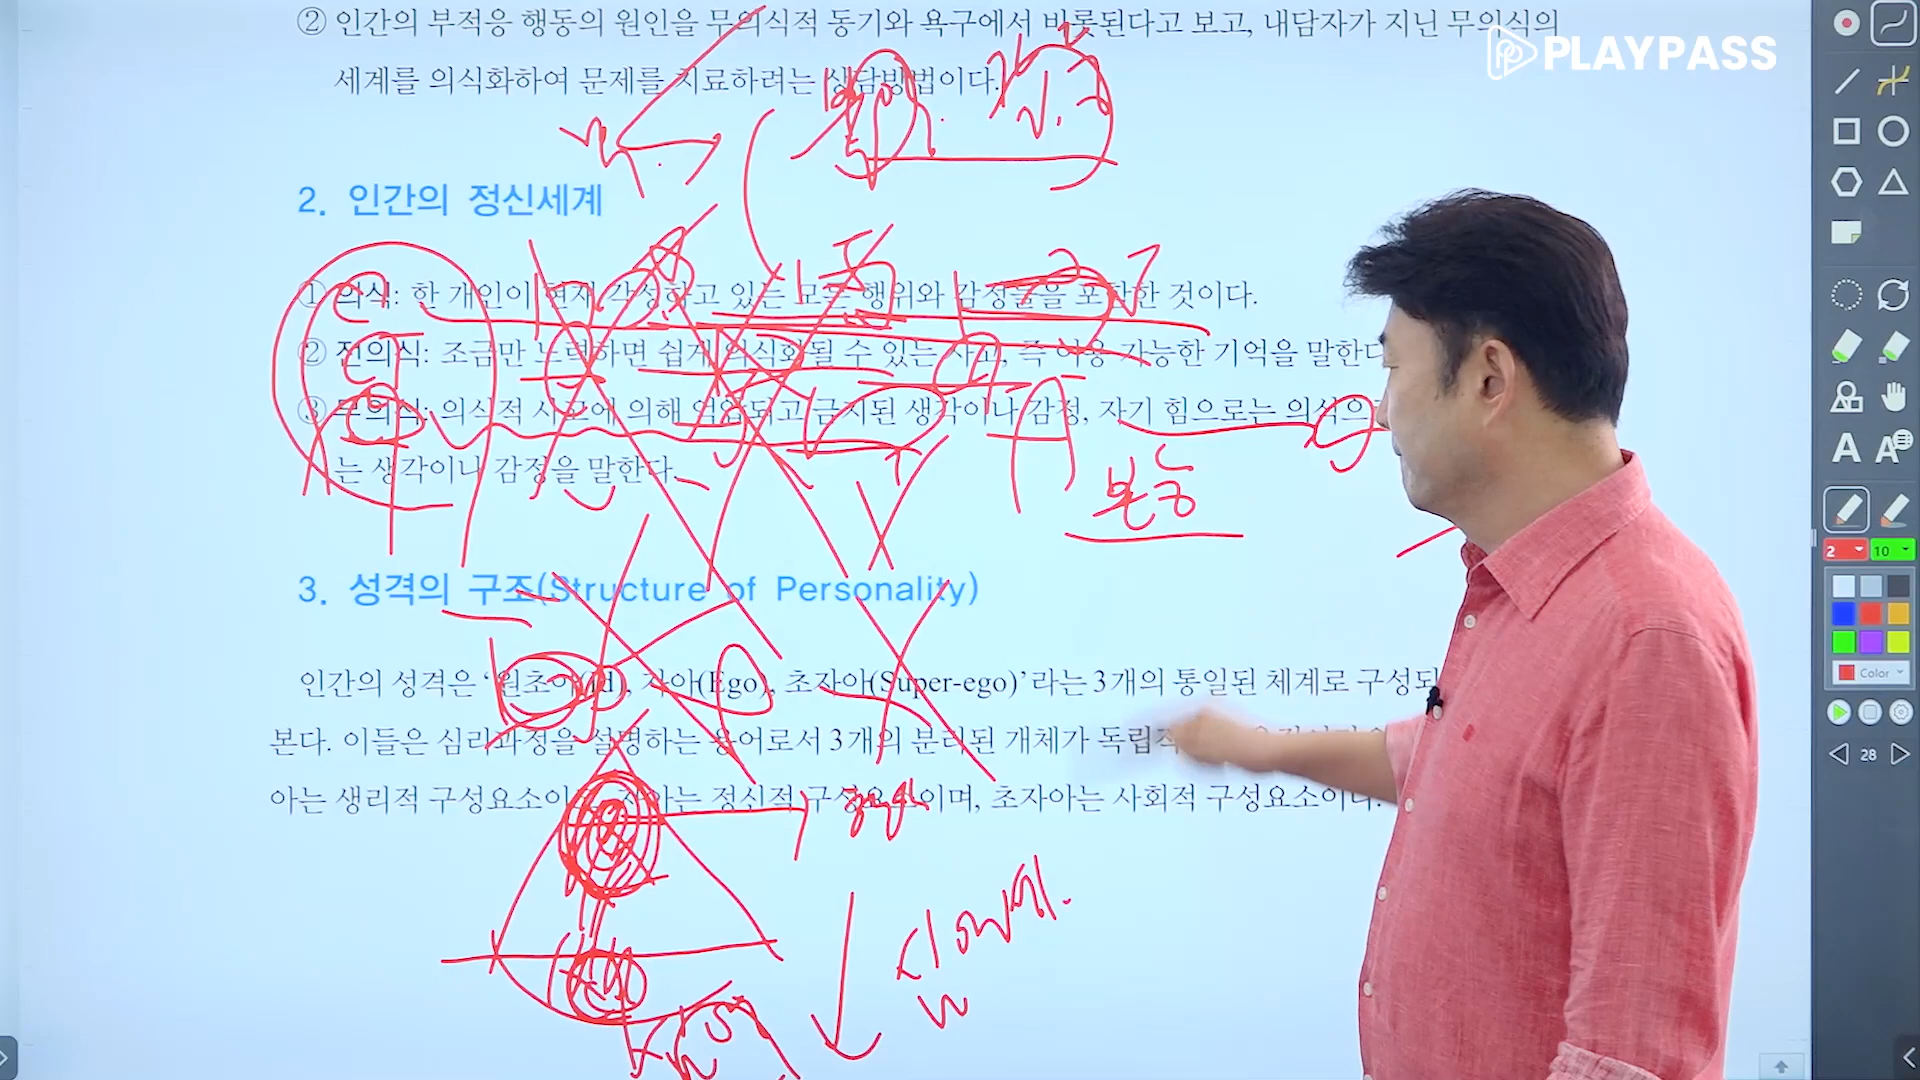 ② 인간의 부적응 행동의 원인을 무의식적 동기와 욕구에서 비롯된다고 보고, 내담자가 지닌 무의식의
세계를 의식화하여 문제를 치료하려는 상담방법이다.
PLAYPASS
2. 인간의 정신세계
① 의식: 한 개인이 현재 각성하고 있는 모든 행위와 감정들을 포함한 것이다.
② 전의식: 조금만 노력하면 쉽게 의식화될 수 있는 사고, 즉 이용 가능한 기억을 말한다
③ 무의식: 의식적 사고에 의해 억압되고 금지된 생각이나 감정, 자기 힘으로는 의식으
는 생각이나 감정을 말한다.
본능
3. 성격의 구조(Structure of Personality)
인간의 성격은 ‘원초아(Id), 자아(Ego), 초자아(Super-ego)’라는 3개의 통일된 체계로 구성되
본다. 이들은 심리과정을 설명하는 용어로서 3개의 분리된 개체가 독립적
아는 생리적 구성요소이 자아는 정신적 구성요소이며, 초자아는 사회적 구성요소이다.
A A
2 10
Color
28